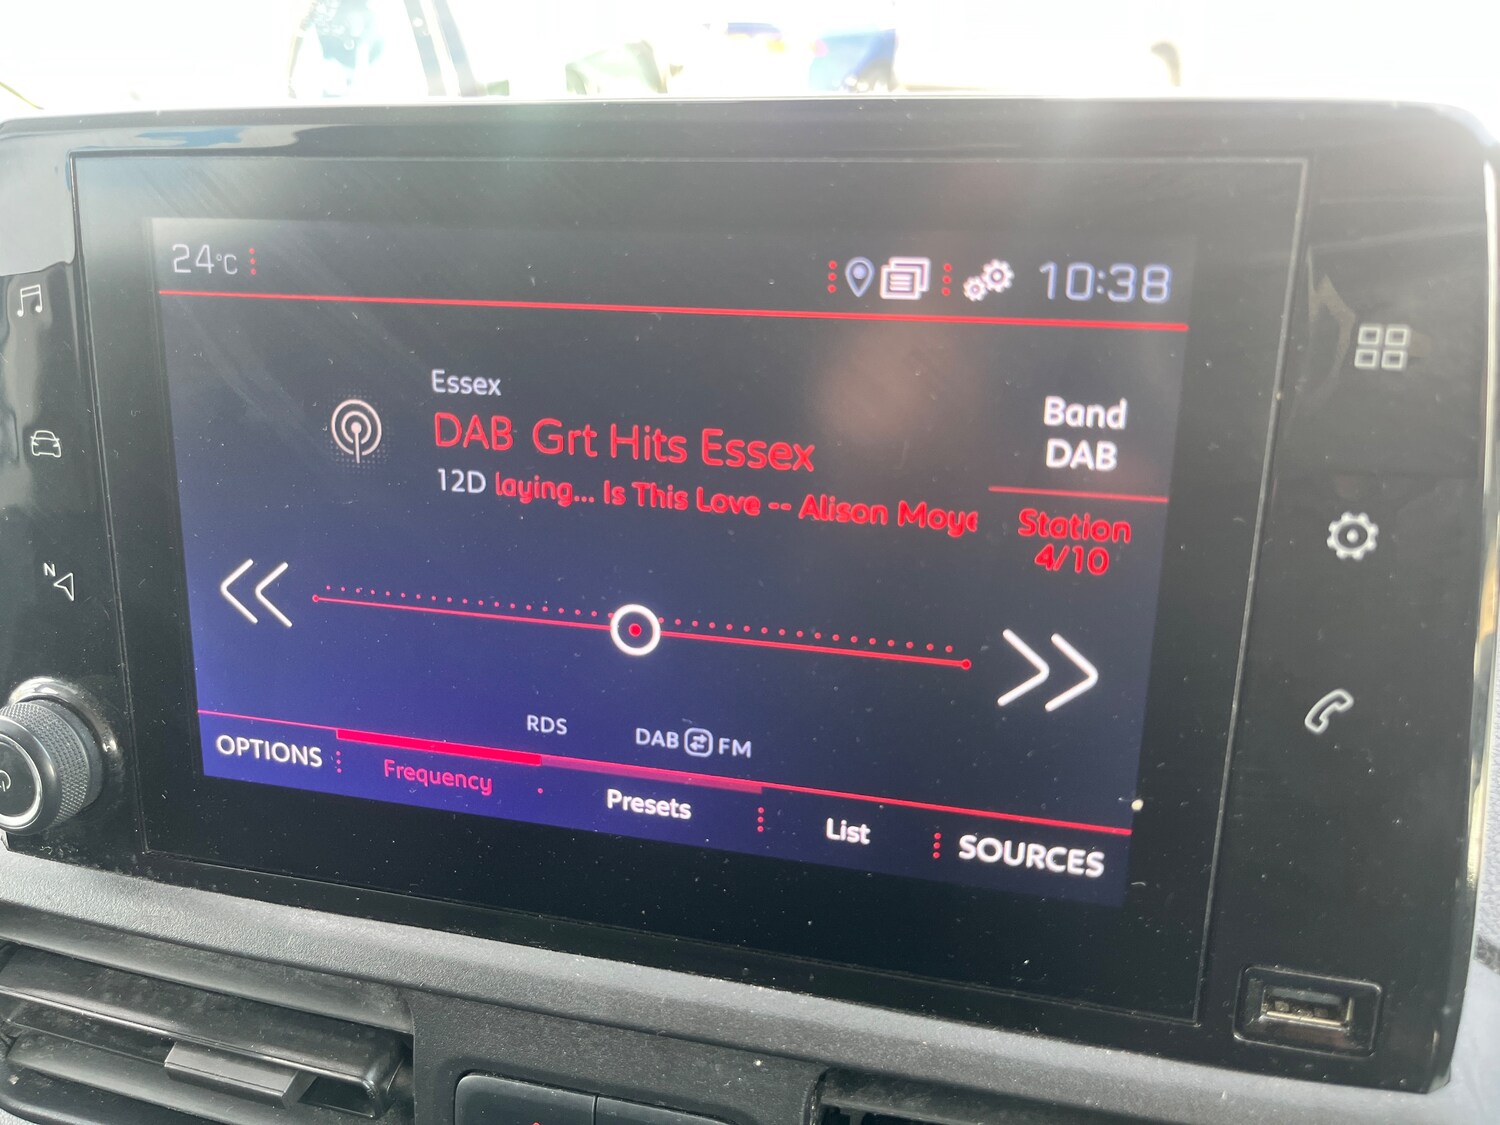 24°C
10:38
Essex
DAB Grt Hits Essex
12D laying... Is This Love -- Alison Moye
Band
DAB
Station
4/10
N
RDS
DAB FM
OPTIONS
Frequency
Presets
List
SOURCES